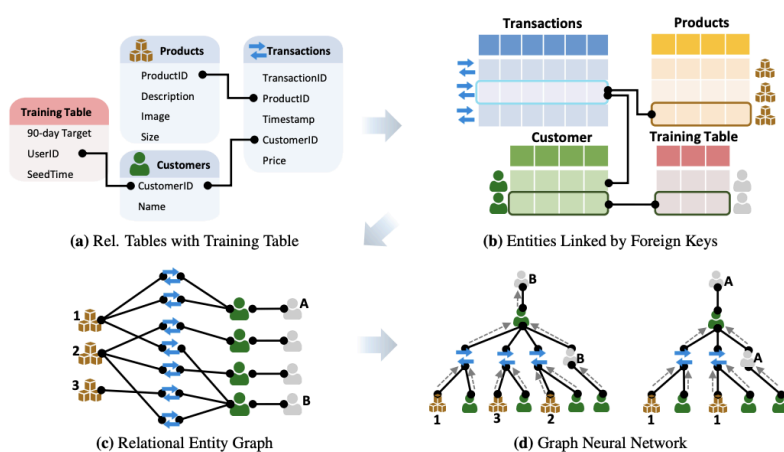 Products
ProductID
Description
Image
Size
Transactions
TransactionID
ProductID
Timestamp
CustomerID
Price
Training Table
90-day Target
UserID
SeedTime
Customers
CustomerID
Name
(a) Rel. Tables with Training Table
Transactions
Products
Customer
Training Table
(b) Entities Linked by Foreign Keys
1
2
3
A
B
(c) Relational Entity Graph
B
B
1
3
2
A
A
1
1
(d) Graph Neural Network